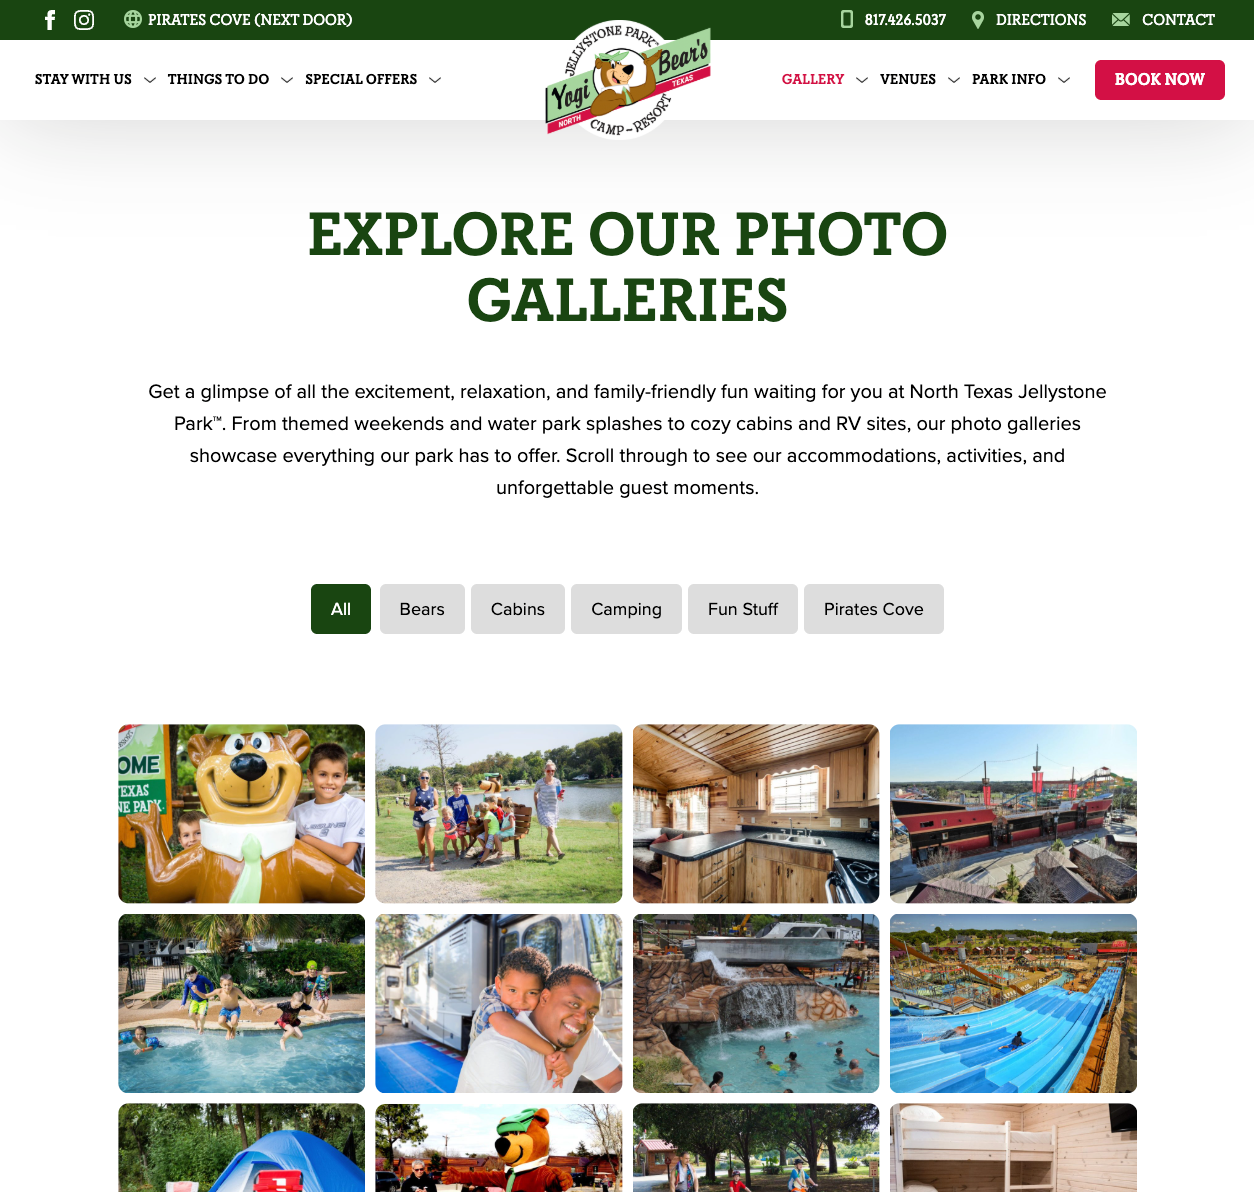 PIRATES COVE (NEXT DOOR)
817.426.5037
DIRECTIONS
CONTACT
STAY WITH US
THINGS TO DO
SPECIAL OFFERS
JELLYSTONE PARK™
Yogi Bear's
NORTH TEXAS
CAMP-RESORT
GALLERY
VENUES
PARK INFO
BOOK NOW
EXPLORE OUR PHOTO
GALLERIES
Get a glimpse of all the excitement, relaxation, and family-friendly fun waiting for you at North Texas Jellystone
Park™. From themed weekends and water park splashes to cozy cabins and RV sites, our photo galleries
showcase everything our park has to offer. Scroll through to see our accommodations, activities, and
unforgettable guest moments.
All
Bears
Cabins
Camping
Fun Stuff
Pirates Cove
OME
TEXAS
NE PARK